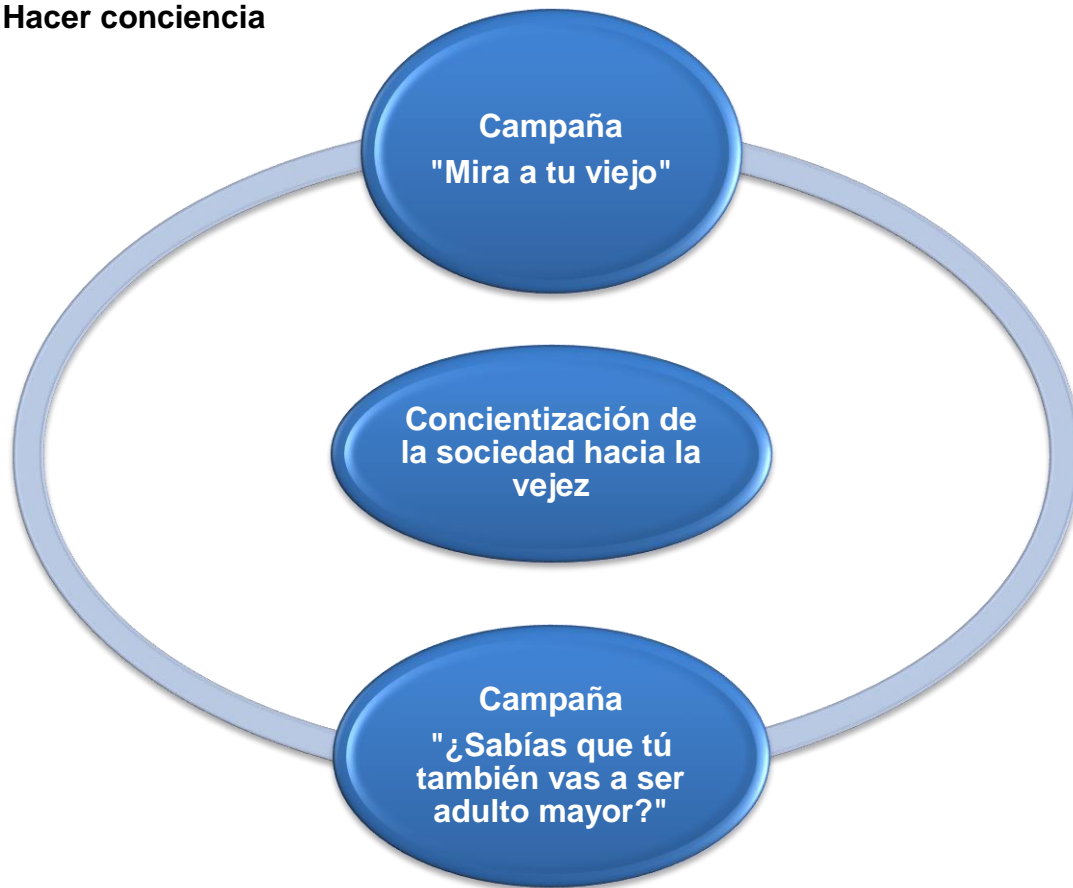 Hacer conciencia
Campaña
"Mira a tu viejo"
Concientización de
la sociedad hacia la
vejez
Campaña
"¿Sabías que tú
también vas a ser
adulto mayor?"